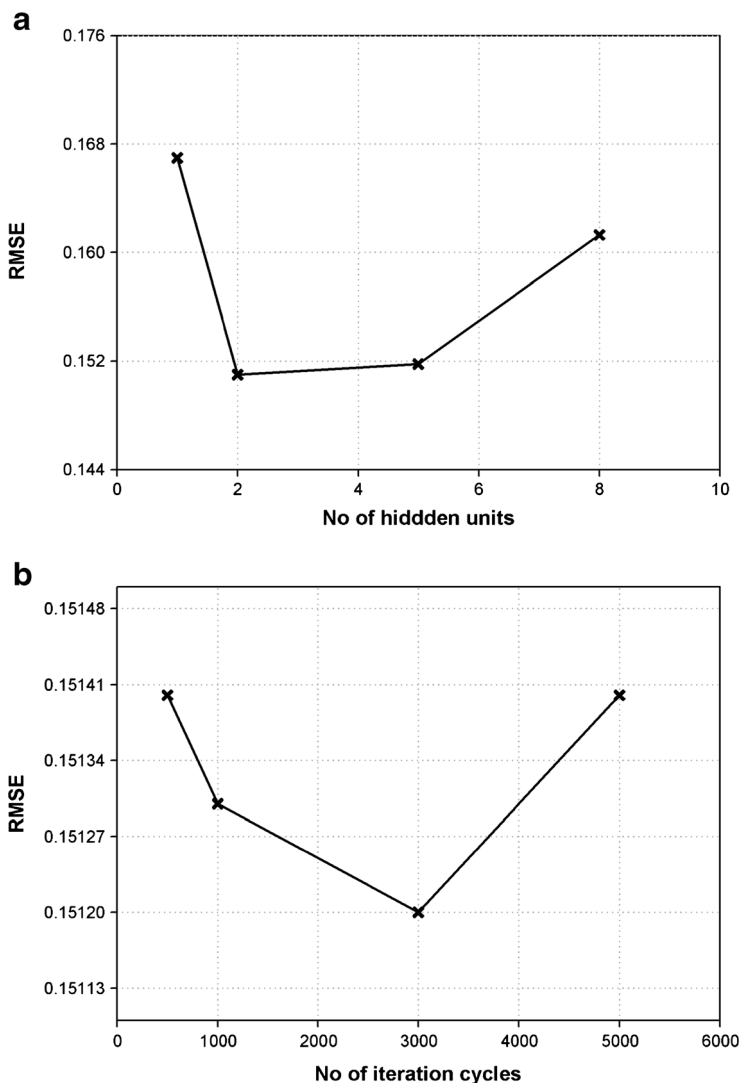 a
0.176
0.168
0.160
0.152
0.144
RMSE
0 2 4 6 8 10
No of hiddden units
b
0.15148
0.15141
0.15134
0.15127
0.15120
0.15113
RMSE
0 1000 2000 3000 4000 5000 6000
No of iteration cycles